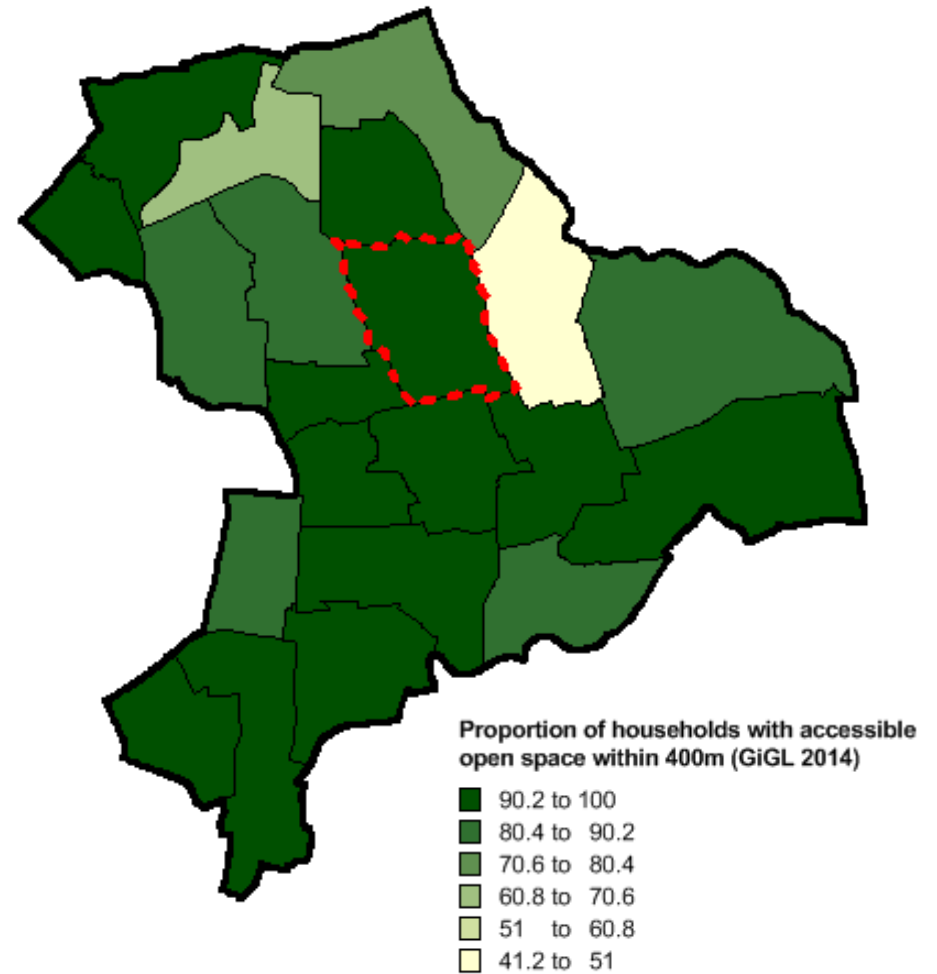 Proportion of households with accessible
open space within 400m (GiGL 2014)
90.2 to 100
80.4 to 90.2
70.6 to 80.4
60.8 to 70.6
51 to 60.8
41.2 to 51